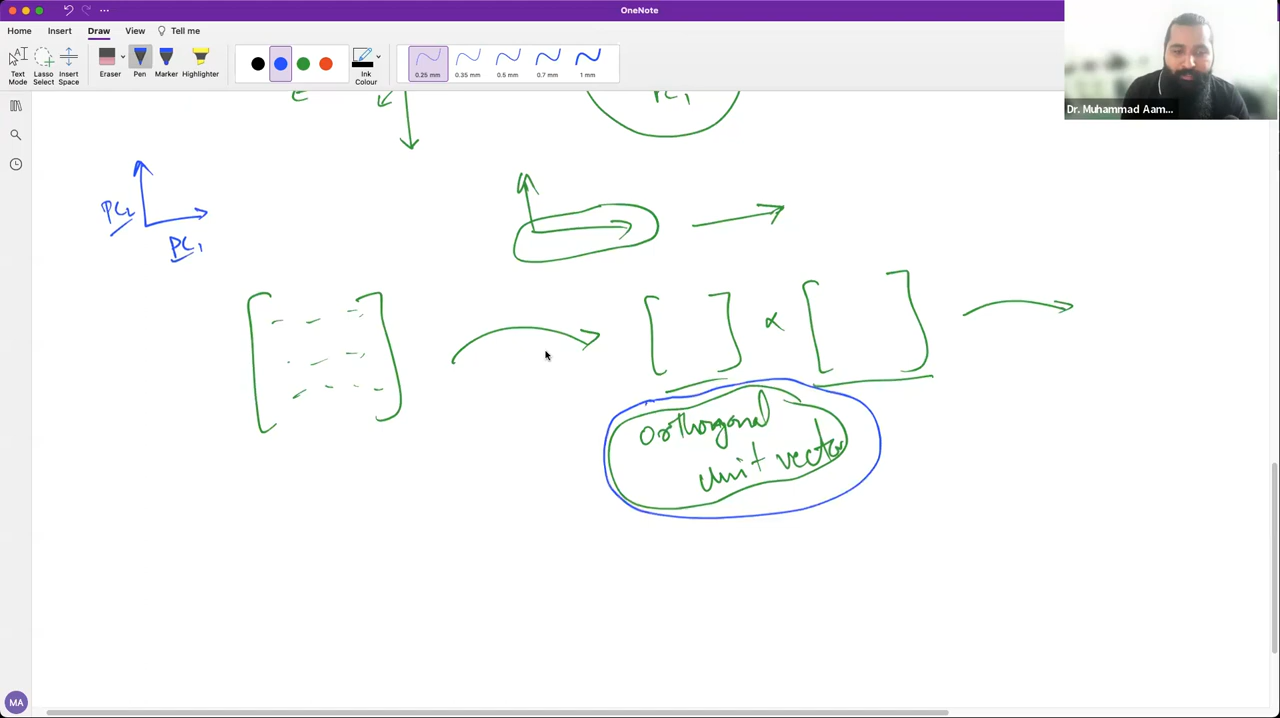 OneNote
Home Insert Draw View Tell me
Text Mode
Lasso Select
Insert Space
Eraser
Pen
Marker
Highlighter
Ink Colour
0.25 mm
0.35 mm
0.5 mm
0.7 mm
1 mm
Dr. Muhammad Aam...
PC1
PC2
PC1
∝
orthogonal
unit vector
MA